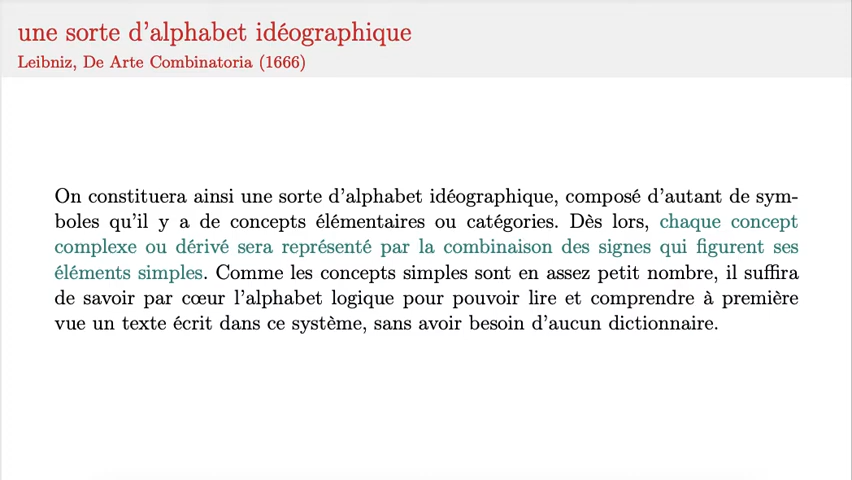 une sorte d'alphabet idéographique
Leibniz, De Arte Combinatoria (1666)
On constituera ainsi une sorte d'alphabet idéographique, composé d'autant de sym-
boles qu'il y a de concepts élémentaires ou catégories. Dès lors, chaque concept
complexe ou dérivé sera représenté par la combinaison des signes qui figurent ses
éléments simples. Comme les concepts simples sont en assez petit nombre, il suffira
de savoir par cœur l'alphabet logique pour pouvoir lire et comprendre à première
vue un texte écrit dans ce système, sans avoir besoin d'aucun dictionnaire.